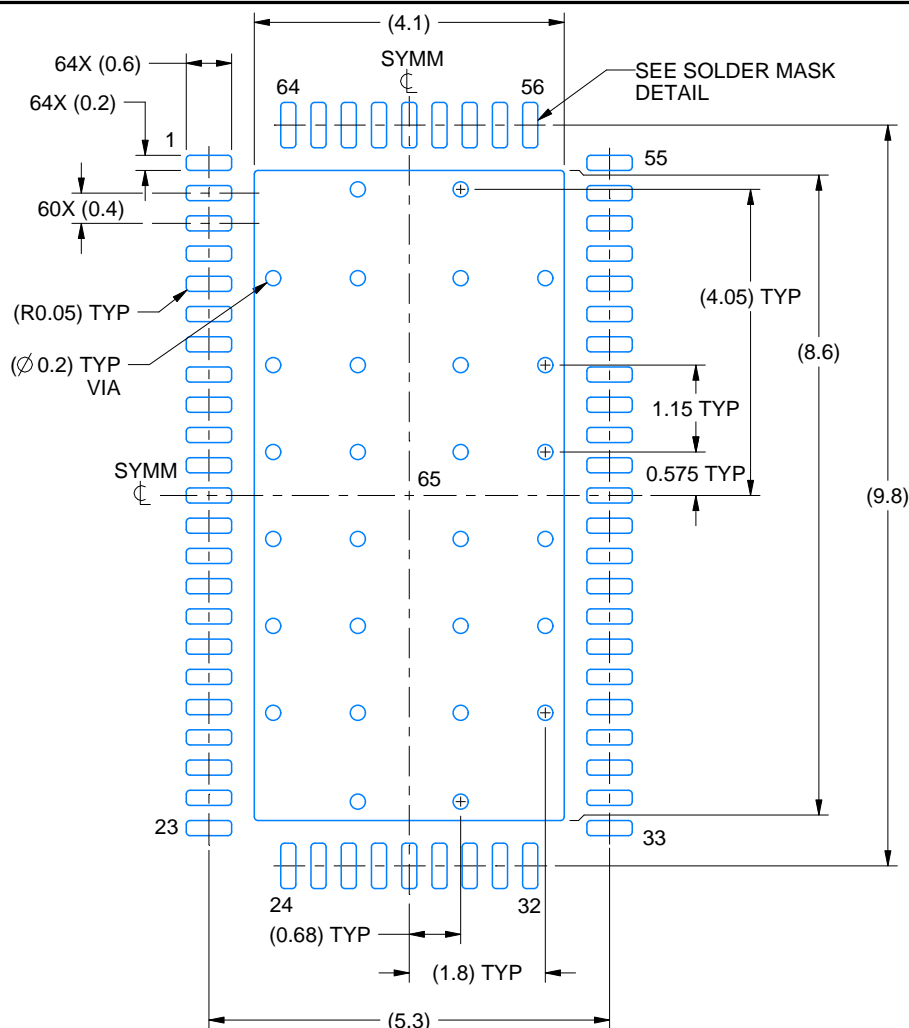 (4.1)
64X (0.6)
SYMM
℄
SEE SOLDER MASK
DETAIL
64
56
64X (0.2)
1
55
60X (0.4)
(R0.05) TYP
(4.05) TYP
(8.6)
(∅ 0.2) TYP
VIA
1.15 TYP
SYMM
℄
65
0.575 TYP
(9.8)
23
33
24
32
(0.68) TYP
(1.8) TYP
(5.3)